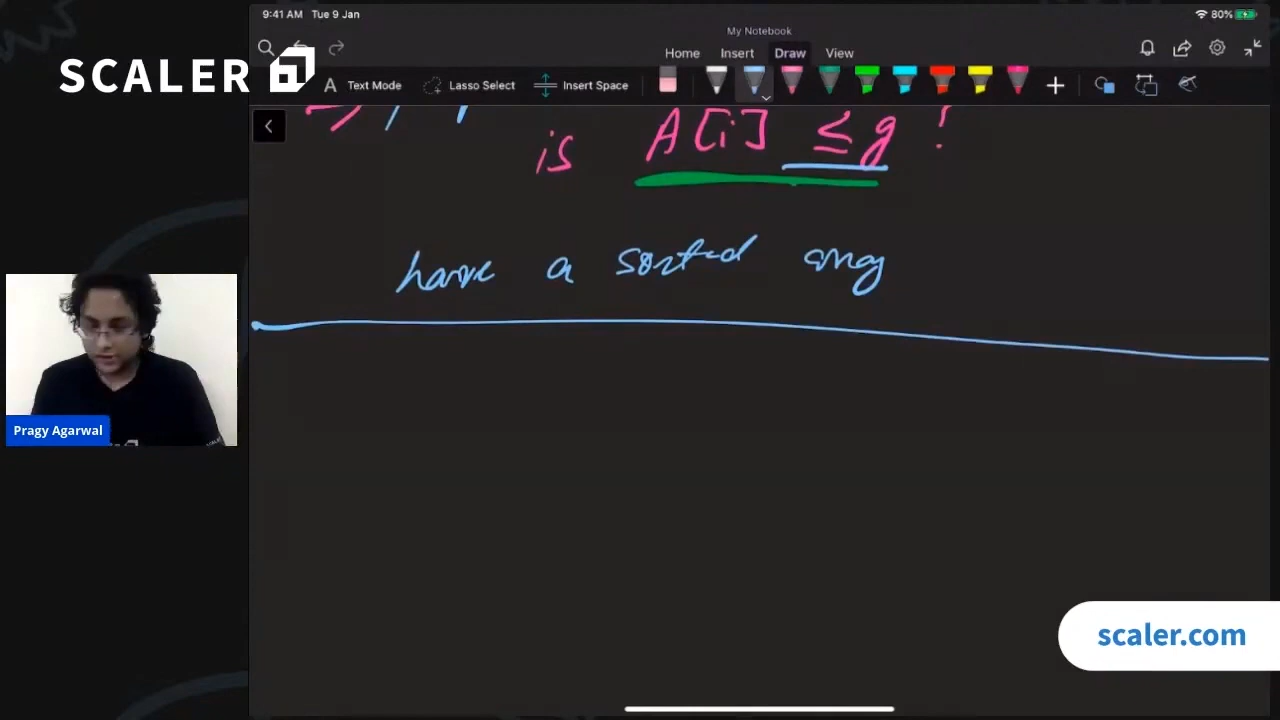 9:41 AM Tue 9 Jan
80%
My Notebook
Home Insert Draw View
SCALER
A Text Mode Lasso Select Insert Space
is A[i] ≤ g ?
have a sorted array
Pragy Agarwal
scaler.com